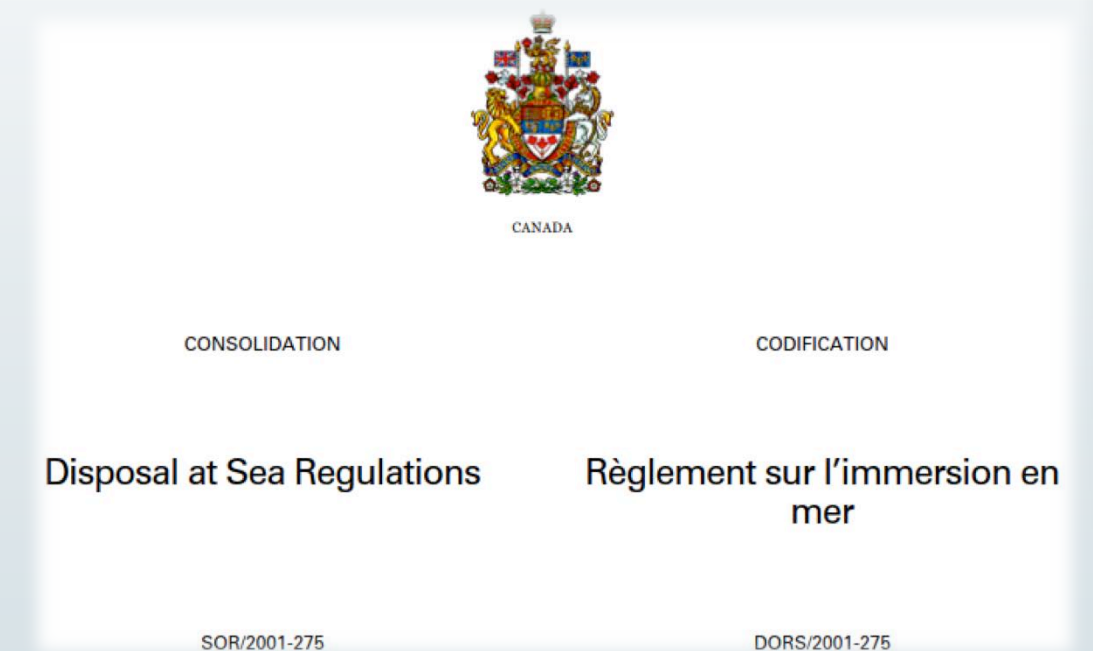 CANADA
CONSOLIDATION
CODIFICATION
Disposal at Sea Regulations
Règlement sur l’immersion en
mer
SOR/2001-275
DORS/2001-275